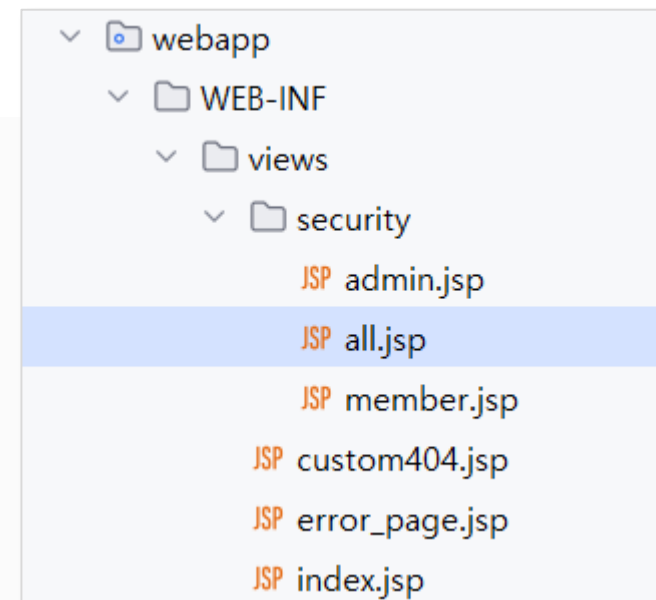 webapp
WEB-INF
views
security
JSP admin.jsp
JSP all.jsp
JSP member.jsp
JSP custom404.jsp
JSP error_page.jsp
JSP index.jsp